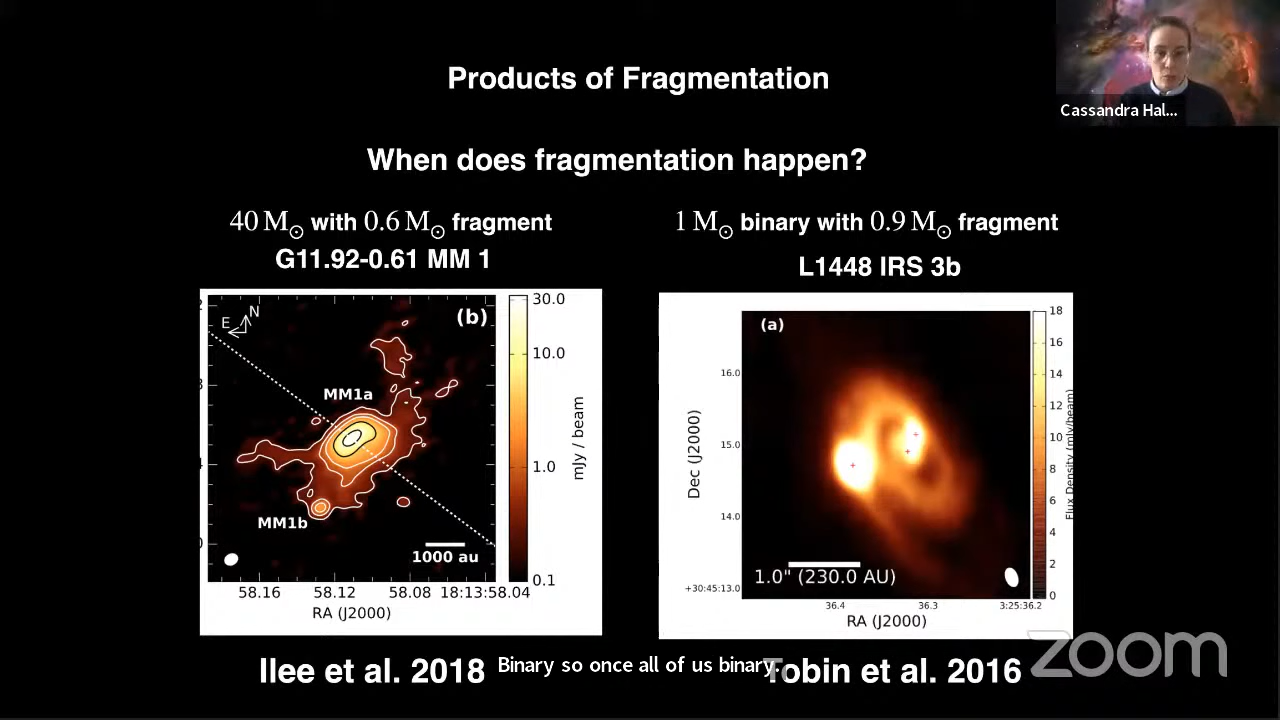 Products of Fragmentation
Cassandra Hal...
When does fragmentation happen?
40 M⊙ with 0.6 M⊙ fragment
G11.92-0.61 MM 1
1 M⊙ binary with 0.9 M⊙ fragment
L1448 IRS 3b
E N
(b)
MM1a
MM1b
1000 au
58.16 58.12 58.08 18:13:58.04
RA (J2000)
30.0
10.0
1.0
0.1
mJy / beam
(a)
16.0
15.0
14.0
+30:45:13.0
Dec (J2000)
1.0" (230.0 AU)
36.4 36.3 3:25:36.2
RA (J2000)
18
16
14
12
10
8
6
4
2
0
Flux Density (mJy/beam)
Ilee et al. 2018
Binary so once all of us binary.
Tobin et al. 2016
zoom